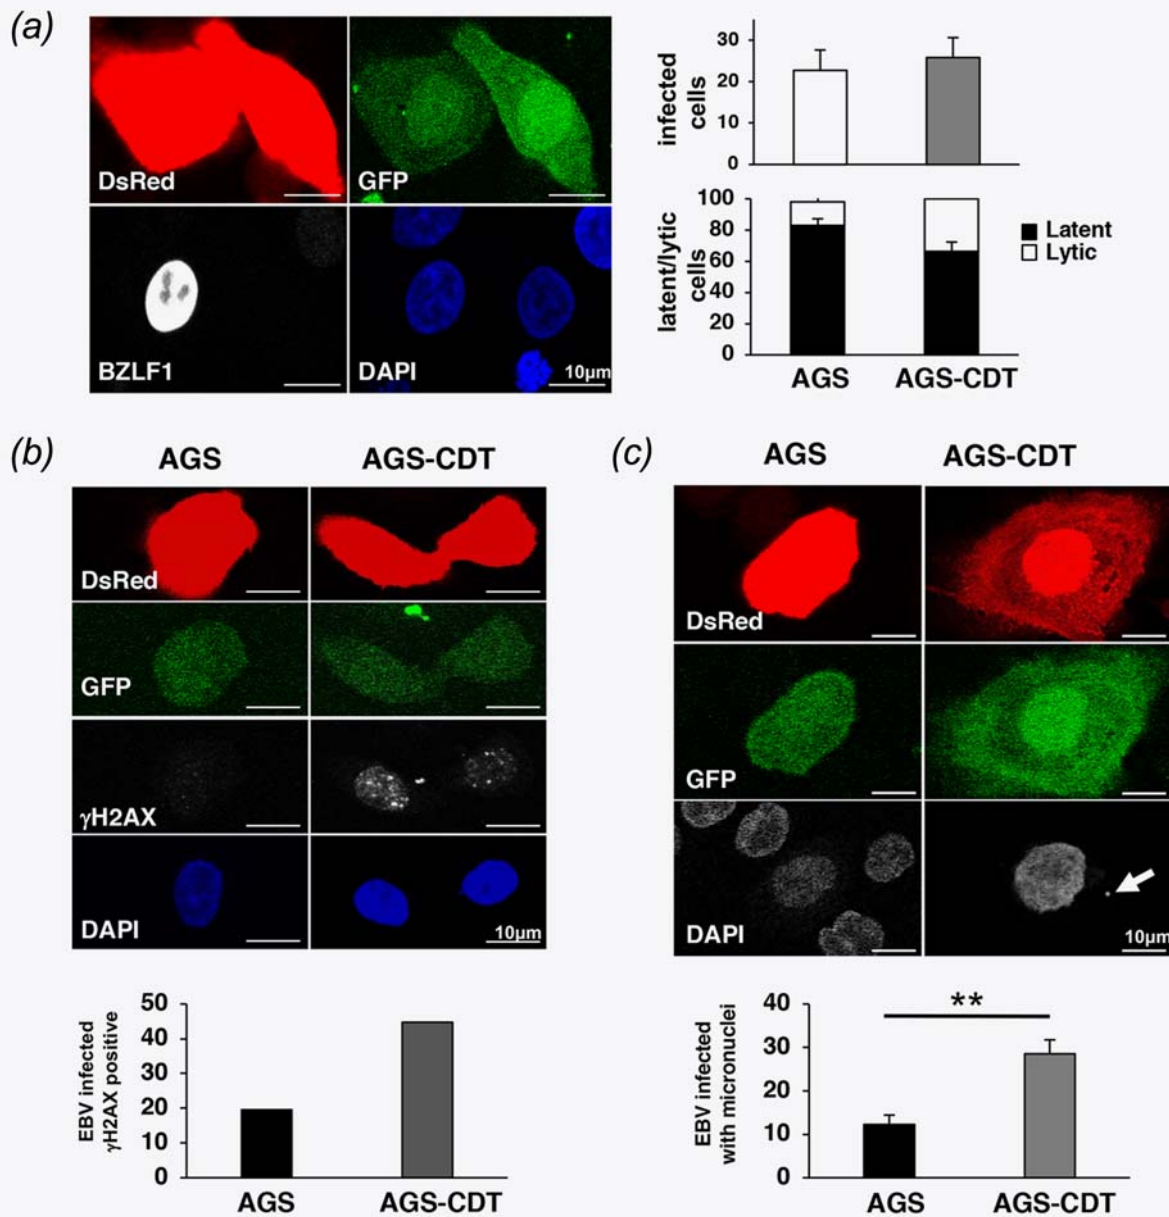 (a)
DsRed
GFP
BZLF1
DAPI
10μm
infected
cells
30
20
10
0
latent/lytic
cells
100
80
60
40
20
0
Latent
Lytic
AGS
AGS-CDT
(b)
AGS
AGS-CDT
DsRed
GFP
γH2AX
DAPI
10μm
EBV infected
γH2AX positive
50
40
30
20
10
0
AGS
AGS-CDT
(c)
AGS
AGS-CDT
DsRed
GFP
DAPI
10μm
EBV infected
with micronuclei
40
30
20
10
0
**
AGS
AGS-CDT